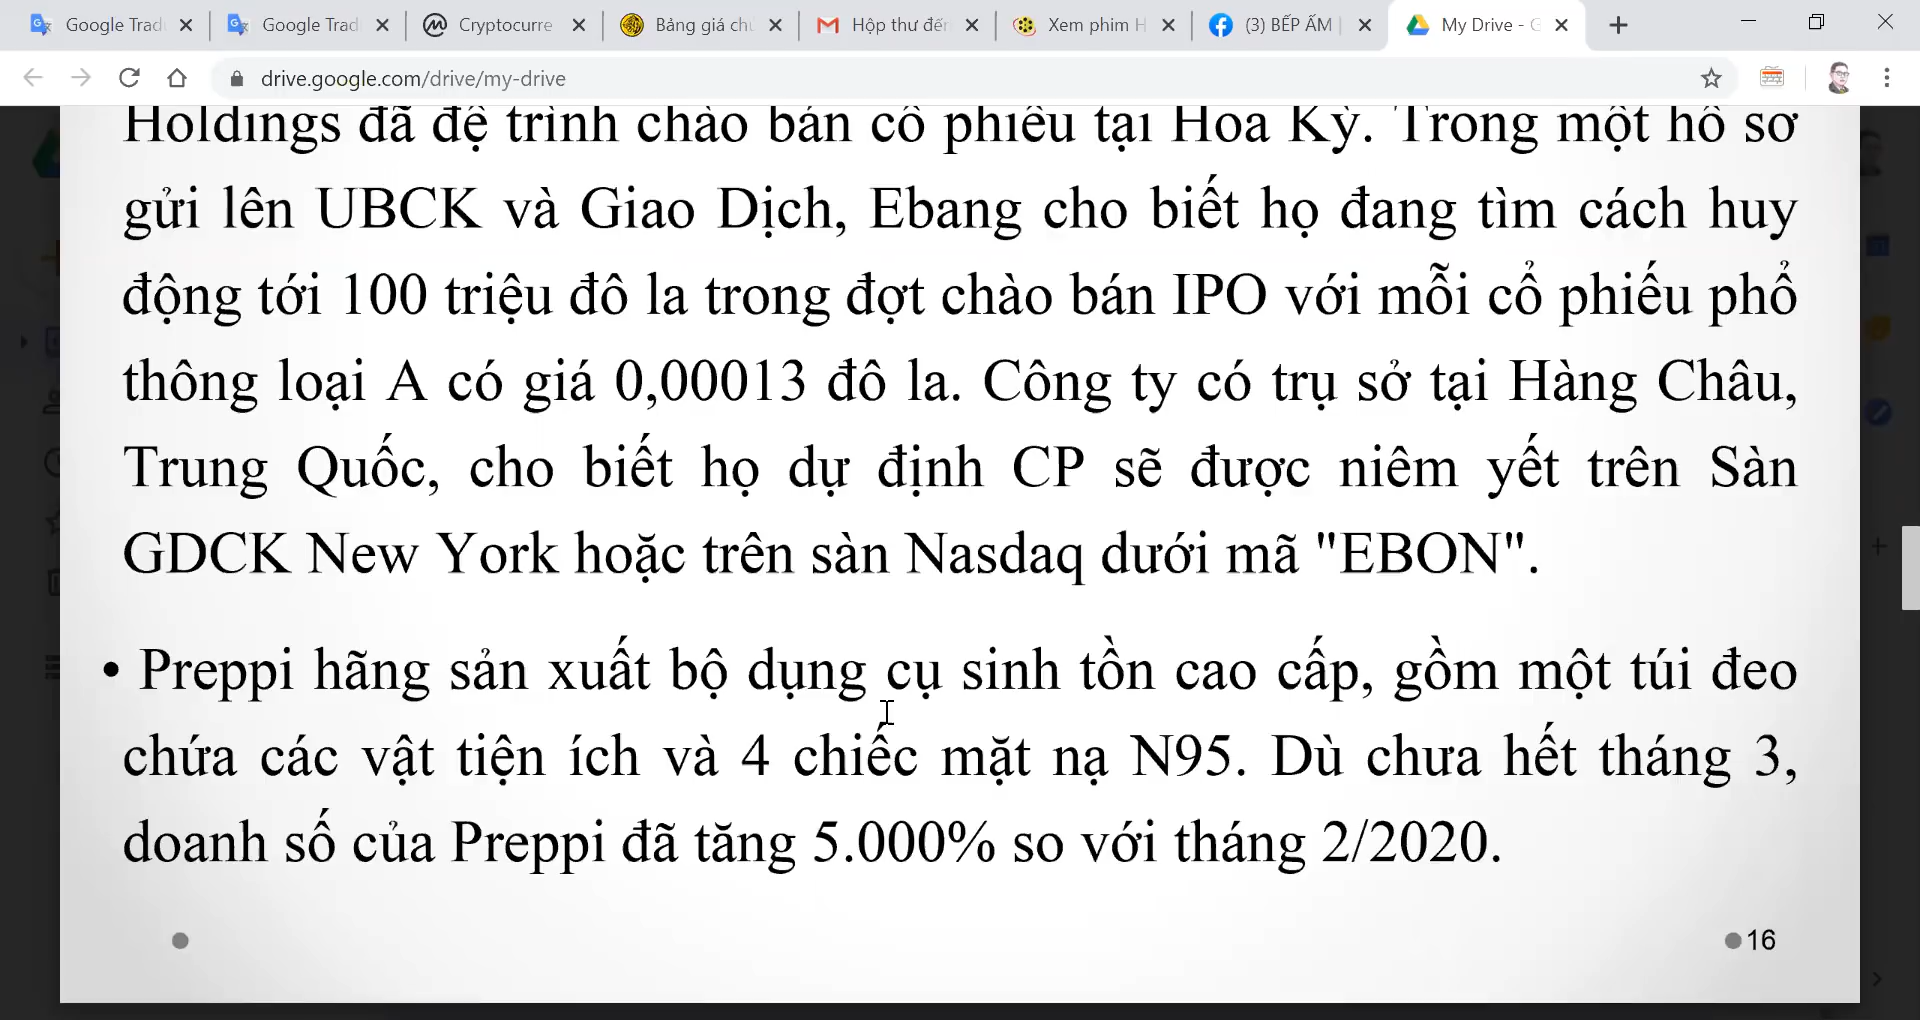 Google Trad
Google Trad
Cryptocurre
Bảng giá chứ
Hộp thư đến
Xem phim H
(3) BẾP ẤM |
My Drive - G
drive.google.com/drive/my-drive
Holdings đã đệ trình chào bán cổ phiếu tại Hoa Kỳ. Trong một hồ sơ
gửi lên UBCK và Giao Dịch, Ebang cho biết họ đang tìm cách huy
động tới 100 triệu đô la trong đợt chào bán IPO với mỗi cổ phiếu phổ
thông loại A có giá 0,00013 đô la. Công ty có trụ sở tại Hàng Châu,
Trung Quốc, cho biết họ dự định CP sẽ được niêm yết trên Sàn
GDCK New York hoặc trên sàn Nasdaq dưới mã "EBON".
• Preppi hãng sản xuất bộ dụng cụ sinh tồn cao cấp, gồm một túi đeo
chứa các vật tiện ích và 4 chiếc mặt nạ N95. Dù chưa hết tháng 3,
doanh số của Preppi đã tăng 5.000% so với tháng 2/2020.
16